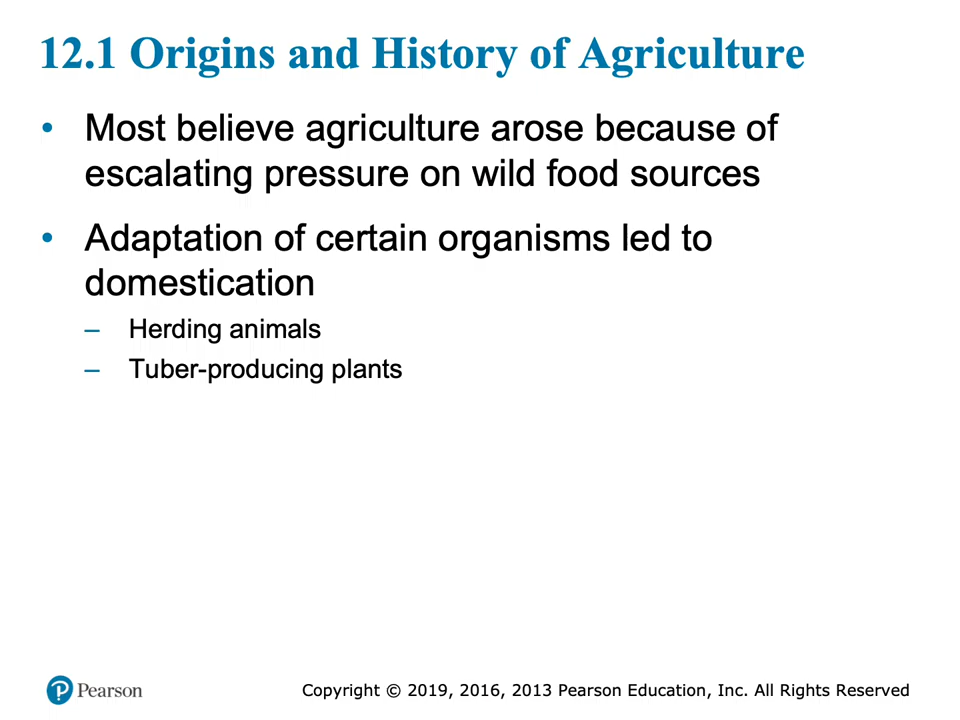 12.1 Origins and History of Agriculture
• Most believe agriculture arose because of
escalating pressure on wild food sources
• Adaptation of certain organisms led to
domestication
– Herding animals
– Tuber-producing plants
Pearson
Copyright © 2019, 2016, 2013 Pearson Education, Inc. All Rights Reserved